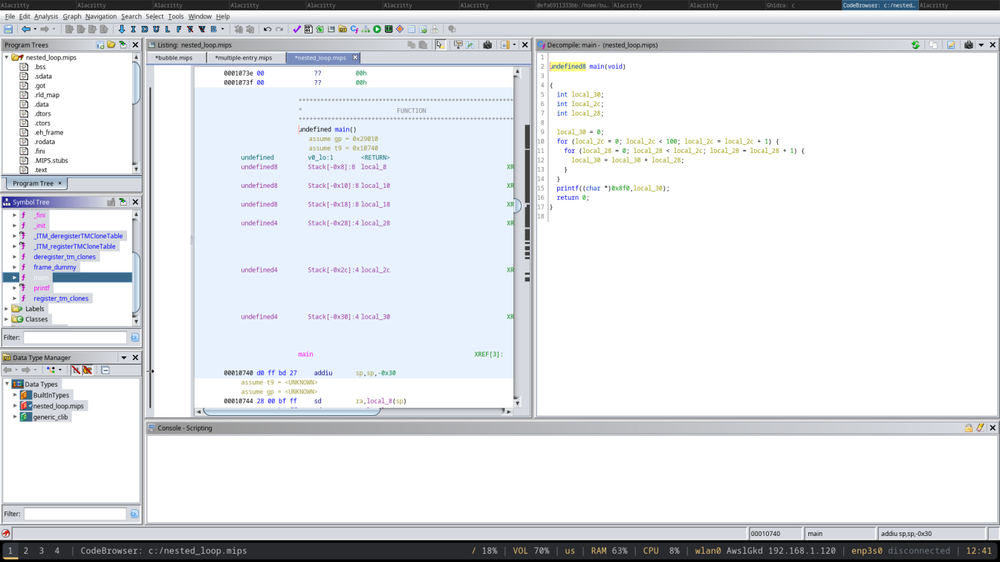 Alacritty Alacritty Alacritty Alacritty Alacritty Alacritty Alacritty @efa6911333bb:/home/bu... Alacritty Alacritty Ghidra: c CodeBrowser: c:/nested... Alacritty
File Edit Analysis Graph Navigation Search Select Tools Window Help
I D U L F V B
Program Trees
nested_loop.mips
.bss
.sdata
.got
.rld_map
.data
.dtors
.ctors
.eh_frame
.rodata
.fini
.MIPS.stubs
.text
Program Tree ×
Symbol Tree
_fini
_init
_ITM_deregisterTMCloneTable
_ITM_registerTMCloneTable
deregister_tm_clones
frame_dummy
main
printf
register_tm_clones
Labels
Classes
Filter:
Data Type Manager
Data Types
BuiltInTypes
nested_loop.mips
generic_clib
Filter:
Listing: nested_loop.mips
*bubble.mips *multiple-entry.mips *nested_loop.mips
0001073e 00 ?? 00h
0001073f 00 ?? 00h
* FUNCTION
undefined main()
assume gp = 0x29010
assume t9 = 0x10740
undefined v0_lo:1 <RETURN>
undefined8 Stack[-0x8]:8 local_8 XR
undefined8 Stack[-0x10]:8 local_10 XR
undefined8 Stack[-0x18]:8 local_18 XR
undefined4 Stack[-0x28]:4 local_28 XR
undefined4 Stack[-0x2c]:4 local_2c XR
undefined4 Stack[-0x30]:4 local_30 XR
main XREF[3]:
00010740 d0 ff bd 27 addiu sp,sp,-0x30
assume t9 = <UNKNOWN>
assume gp = <UNKNOWN>
00010744 28 00 bf ff sd ra,local_8(sp)
Decompile: main - (nested_loop.mips)
1
2 undefined8 main(void)
3
4 {
5 int local_30;
6 int local_2c;
7 int local_28;
8
9 local_30 = 0;
10 for (local_2c = 0; local_2c < 100; local_2c = local_2c + 1) {
11 for (local_28 = 0; local_28 < local_2c; local_28 = local_28 + 1) {
12 local_30 = local_30 + local_28;
13 }
14 }
15 printf((char *)0x8f0,local_30);
16 return 0;
17 }
18
Console - Scripting
00010740 main addiu sp,sp,-0x30
1 2 3 4 | CodeBrowser: c:/nested_loop.mips / 18% | VOL 70% | us | RAM 63% | CPU 8% | wlan0 AwslGkd 192.168.1.120 | enp3s0 disconnected | 12:41